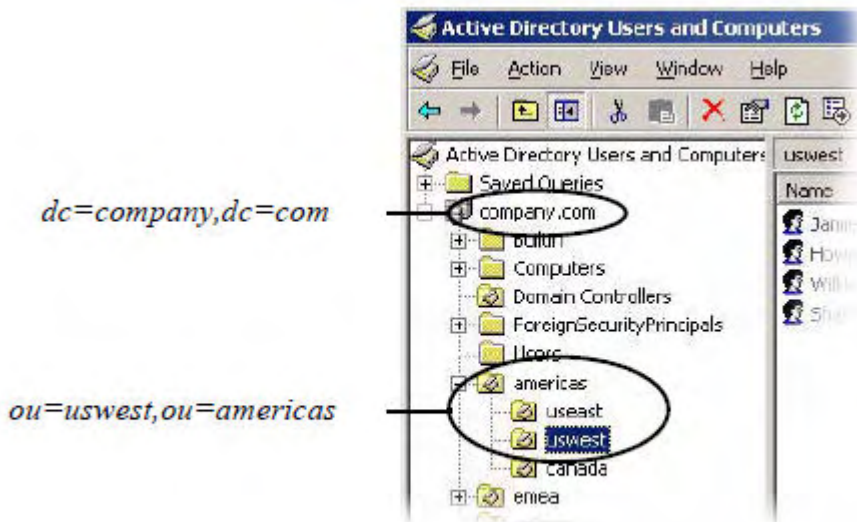 Active Directory Users and Computers
File Action View Window Help
Active Directory Users and Computers
uswest
Saved Queries
Name
dc=company,dc=com
company.com
Builtin
Computers
Domain Controllers
ForeignSecurityPrincipals
Users
ou=uswest,ou=americas
americas
useast
uswest
canada
emea